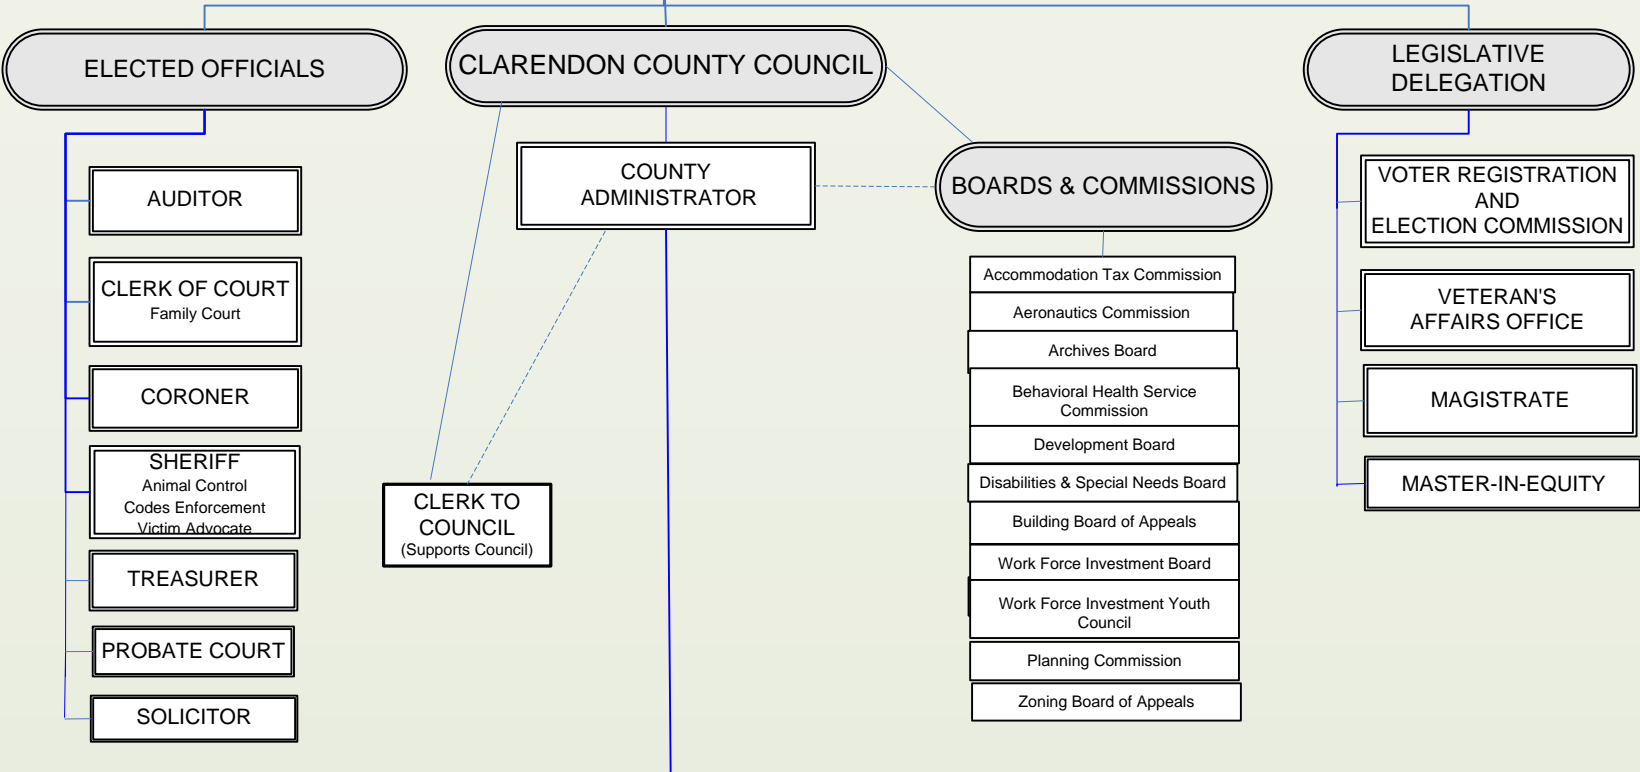 ELECTED OFFICIALS
CLARENDON COUNTY COUNCIL
LEGISLATIVE
DELEGATION
AUDITOR
CLERK OF COURT
Family Court
CORONER
SHERIFF
Animal Control
Codes Enforcement
Victim Advocate
TREASURER
PROBATE COURT
SOLICITOR
COUNTY
ADMINISTRATOR
CLERK TO
COUNCIL
(Supports Council)
BOARDS & COMMISSIONS
Accommodation Tax Commission
Aeronautics Commission
Archives Board
Behavioral Health Service
Commission
Development Board
Disabilities & Special Needs Board
Building Board of Appeals
Work Force Investment Board
Work Force Investment Youth
Council
Planning Commission
Zoning Board of Appeals
VOTER REGISTRATION
AND
ELECTION COMMISSION
VETERAN'S
AFFAIRS OFFICE
MAGISTRATE
MASTER-IN-EQUITY